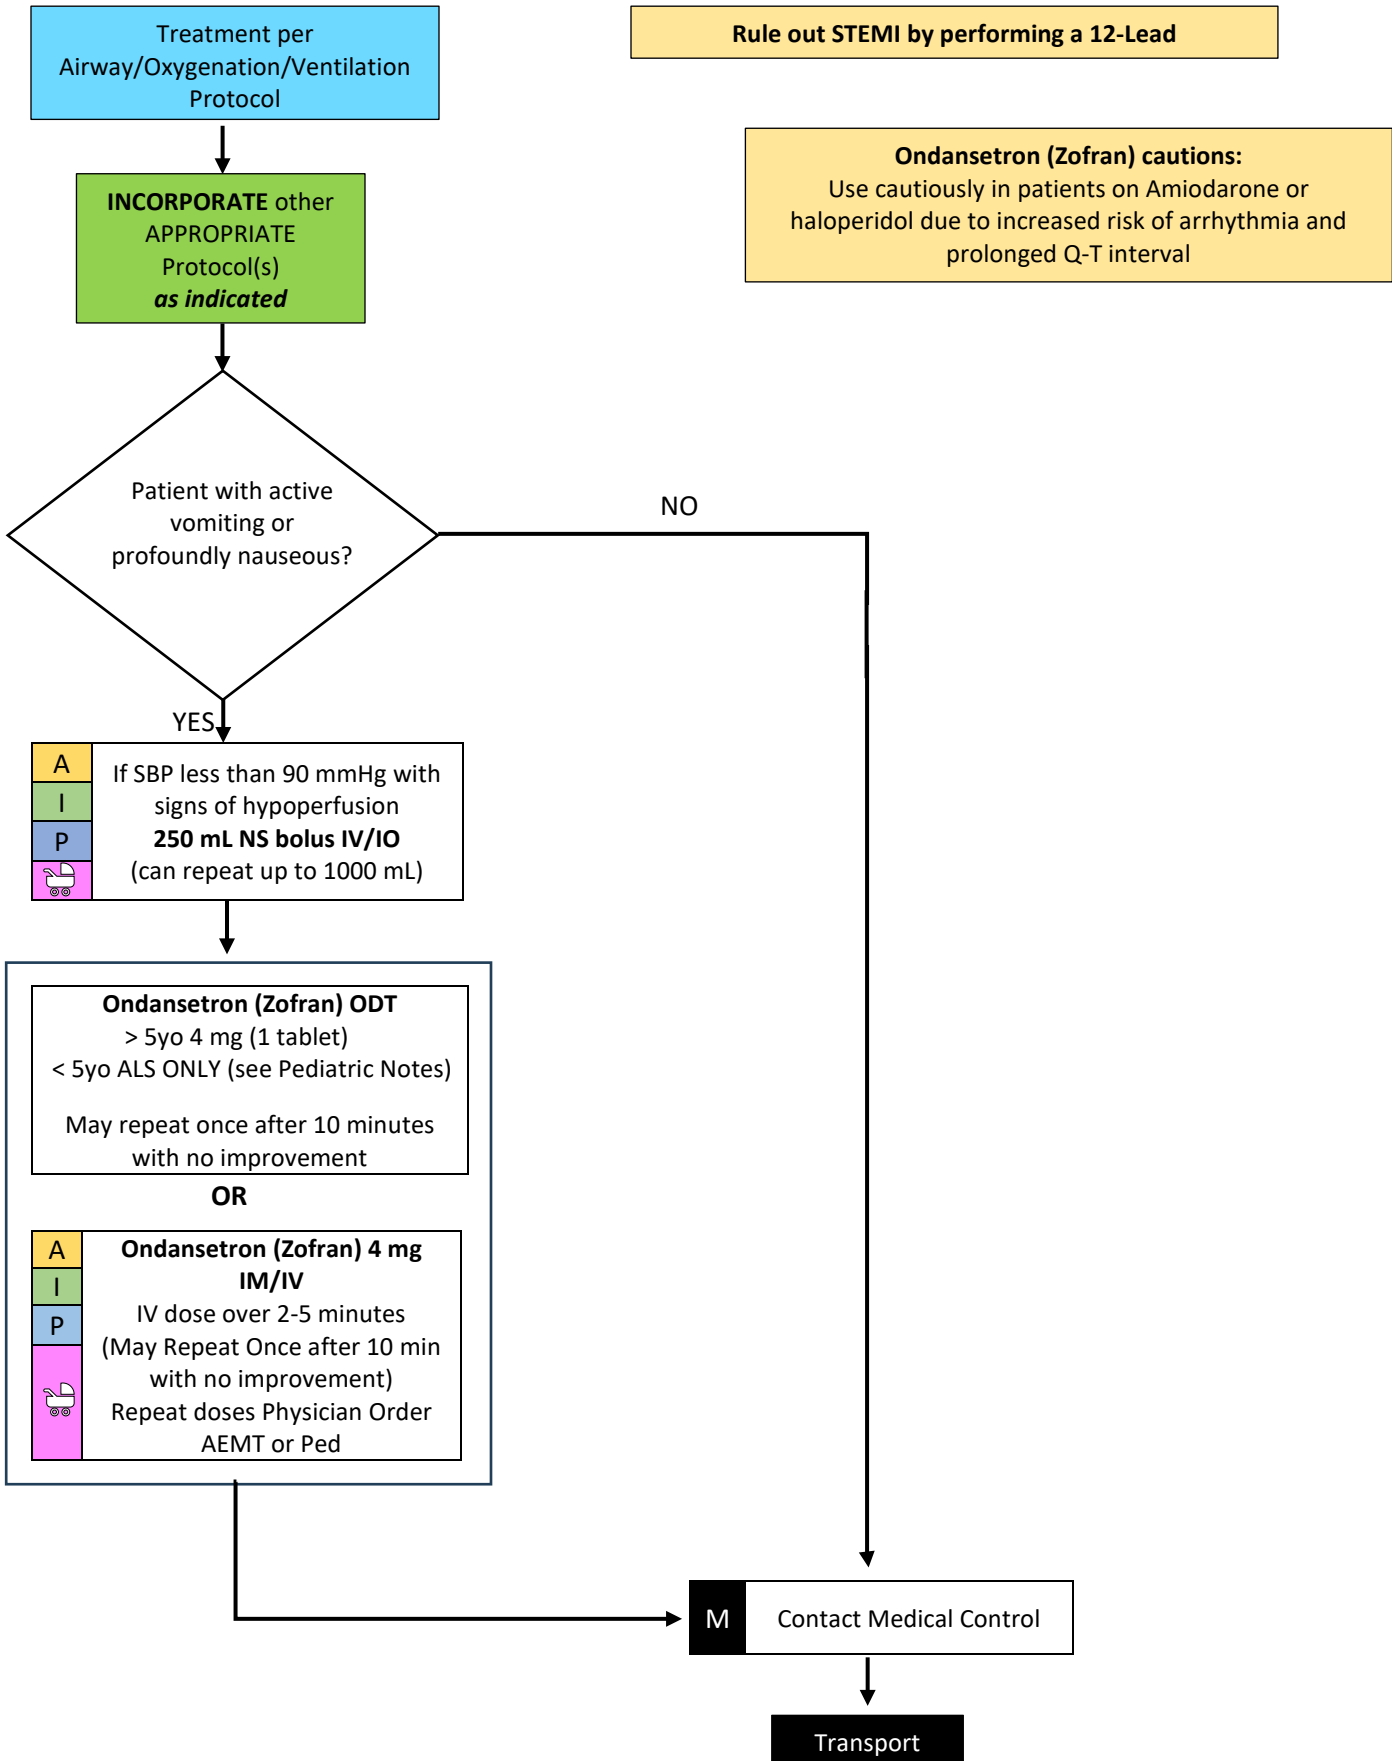 Treatment per
Airway/Oxygenation/Ventilation
Protocol
Rule out STEMI by performing a 12-Lead
Ondansetron (Zofran) cautions:
Use cautiously in patients on Amiodarone or
haloperidol due to increased risk of arrhythmia and
prolonged Q-T interval
INCORPORATE other
APPROPRIATE
Protocol(s)
as indicated
Patient with active
vomiting or
profoundly nauseous?
NO
YES
A
I
P
If SBP less than 90 mmHg with
signs of hypoperfusion
250 mL NS bolus IV/IO
(can repeat up to 1000 mL)
Ondansetron (Zofran) ODT
> 5yo 4 mg (1 tablet)
< 5yo ALS ONLY (see Pediatric Notes)
May repeat once after 10 minutes
with no improvement
OR
A
I
P
Ondansetron (Zofran) 4 mg
IM/IV
IV dose over 2-5 minutes
(May Repeat Once after 10 min
with no improvement)
Repeat doses Physician Order
AEMT or Ped
M
Contact Medical Control
Transport